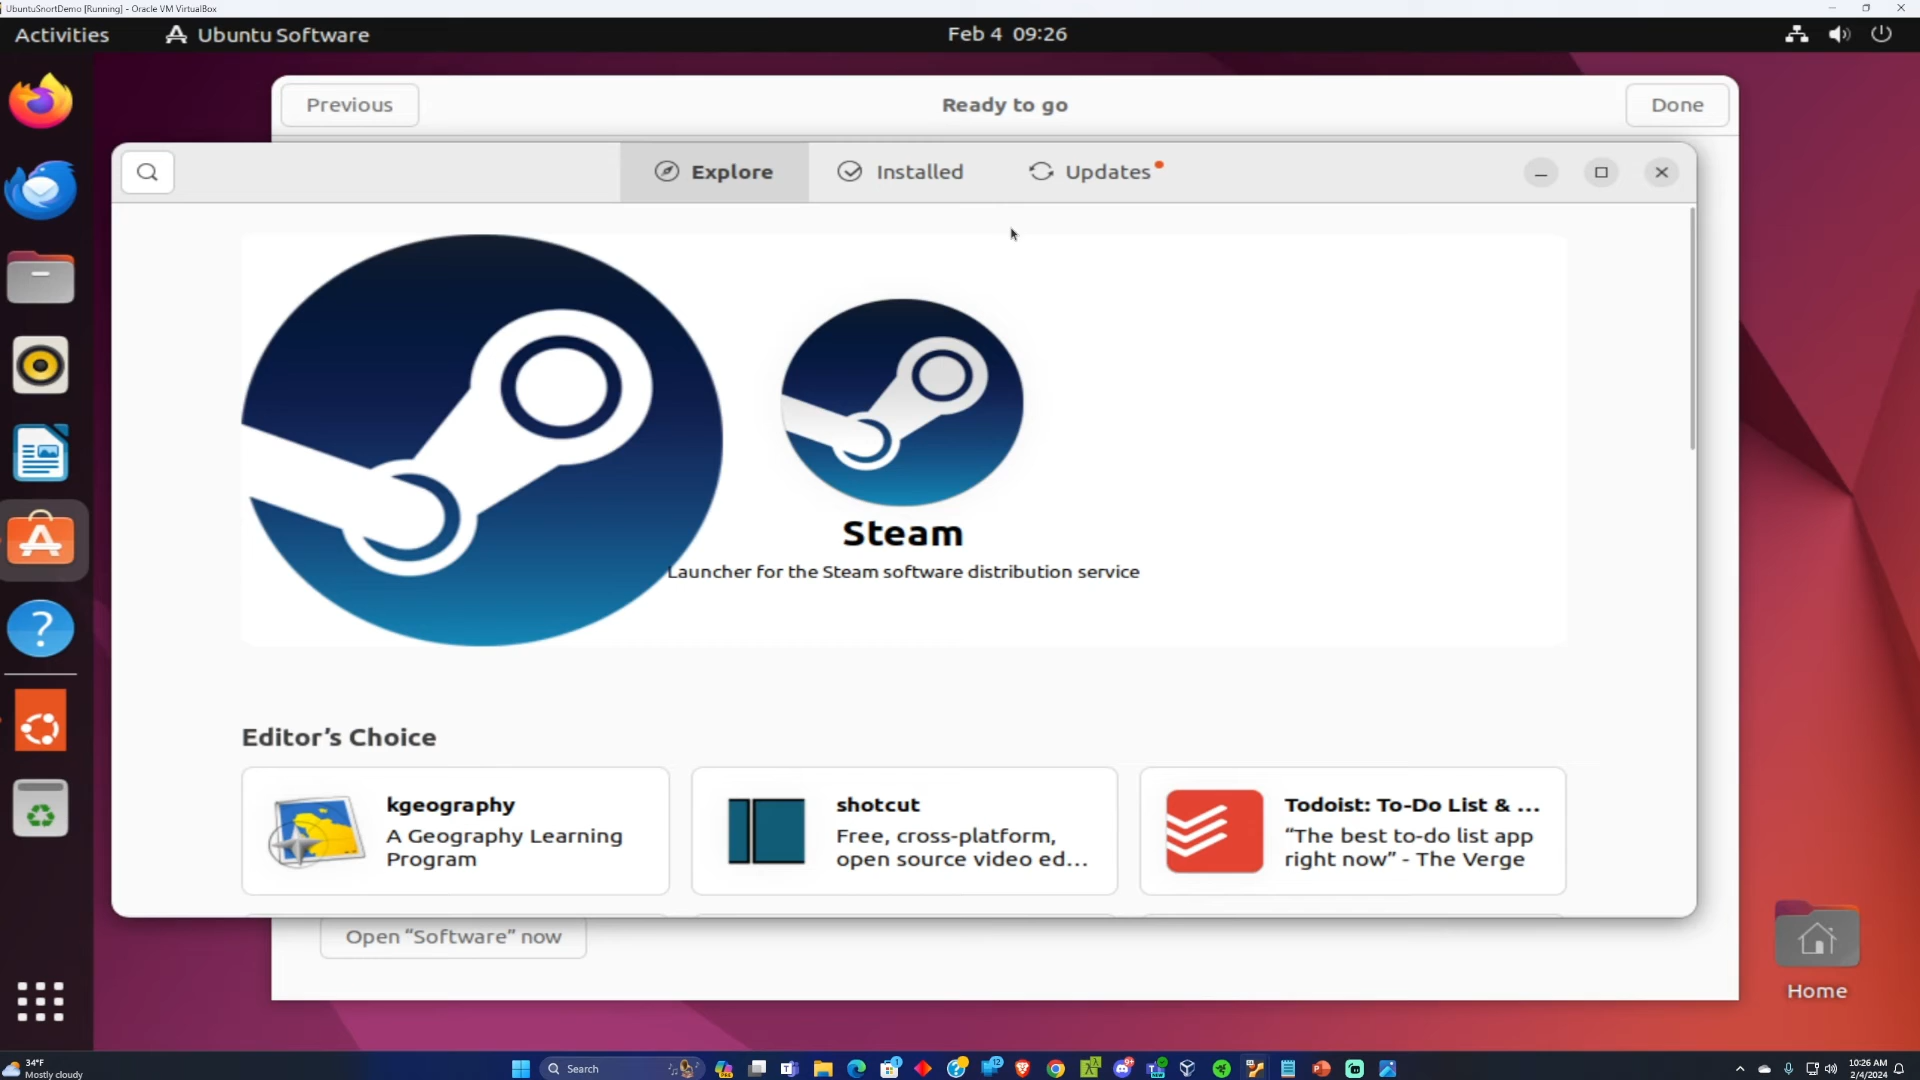 UbuntuSnortDemo [Running] - Oracle VM VirtualBox
Activities
Ubuntu Software
Feb 4 09:26
Previous
Ready to go
Done
Explore
Installed
Updates
Steam
Launcher for the Steam software distribution service
Editor's Choice
kgeography
A Geography Learning
Program
shotcut
Free, cross-platform,
open source video ed...
Todoist: To-Do List & ...
“The best to-do list app
right now” - The Verge
Open “Software” now
Home
34°F
Mostly cloudy
Search
10:26 AM
2/4/2024